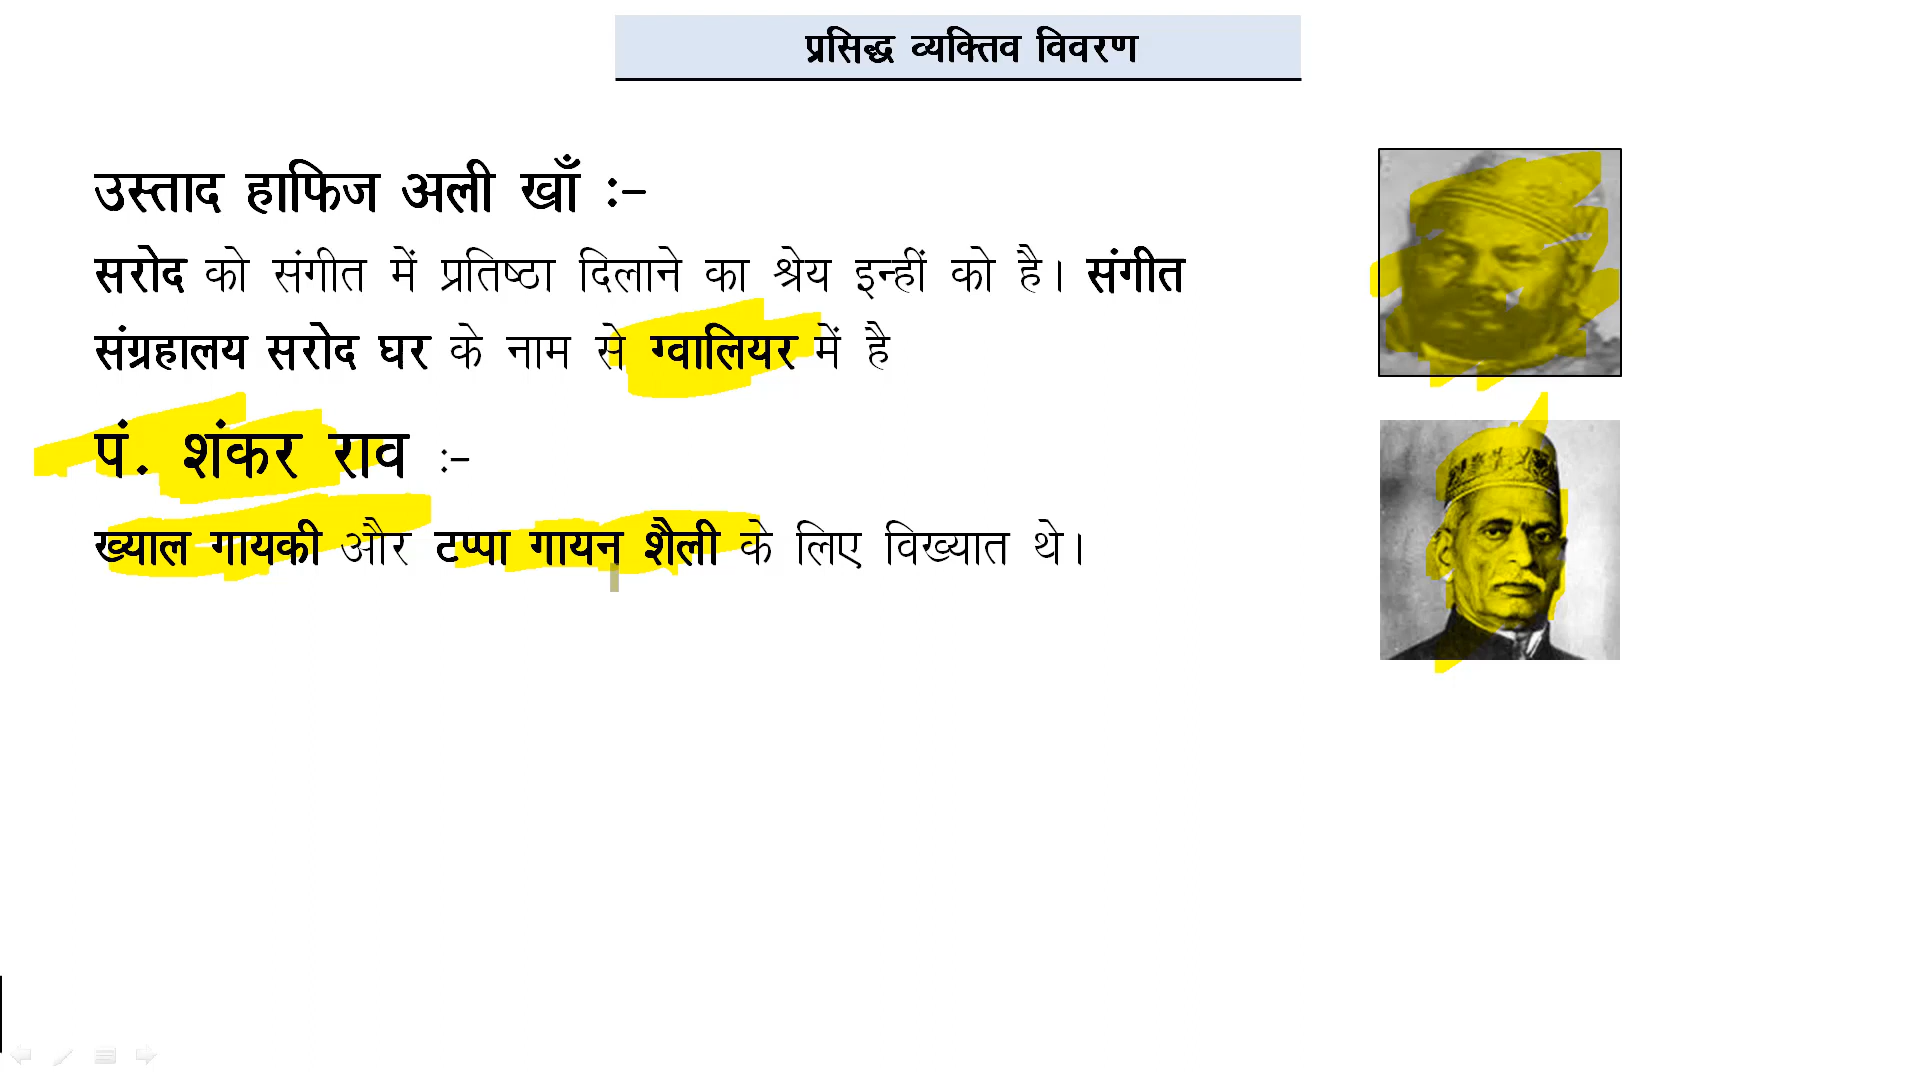 प्रसिद्ध व्यक्तिव विवरण
उस्ताद हाफिज अली खाँ :–
सरोद को संगीत में प्रतिष्ठा दिलाने का श्रेय इन्हीं को है। संगीत
संग्रहालय सरोद घर के नाम से ग्वालियर में है
पं. शंकर राव :–
ख्याल गायकी और टप्पा गायन शैली के लिए विख्यात थे।